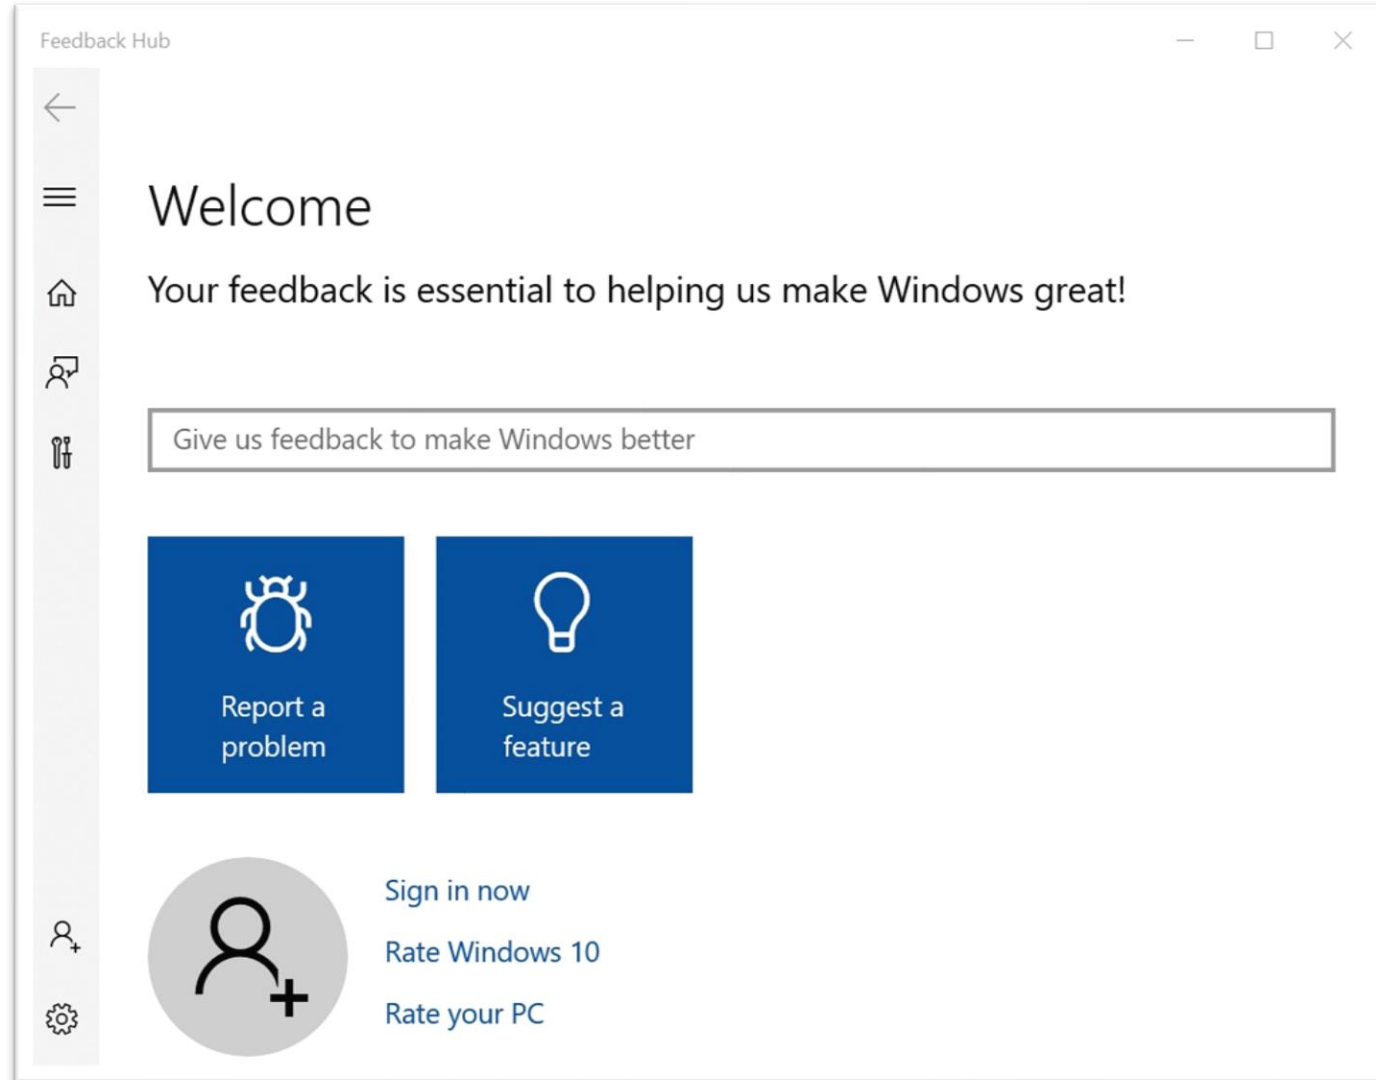 Feedback Hub
Welcome
Your feedback is essential to helping us make Windows great!
Give us feedback to make Windows better
Report a
problem
Suggest a
feature
Sign in now
Rate Windows 10
Rate your PC